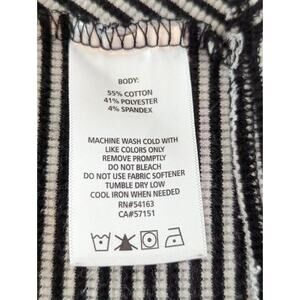 BODY:
55% COTTON
41% POLYESTER
4% SPANDEX
MACHINE WASH COLD WITH
LIKE COLORS ONLY
REMOVE PROMPTLY
DO NOT BLEACH
DO NOT USE FABRIC SOFTENER
TUMBLE DRY LOW
COOL IRON WHEN NEEDED
RN#54163
CA#57151